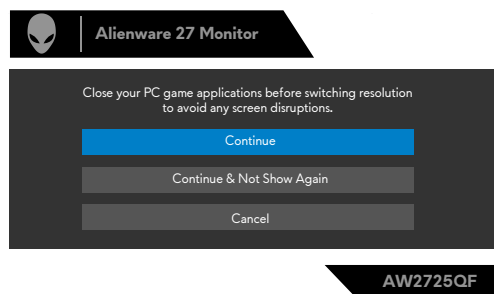 Alienware 27 Monitor
Close your PC game applications before switching resolution
to avoid any screen disruptions.
Continue
Continue & Not Show Again
Cancel
AW2725QF